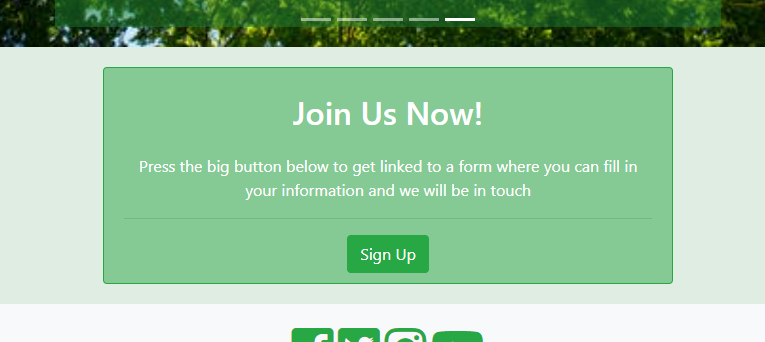 Join Us Now!
Press the big button below to get linked to a form where you can fill in
your information and we will be in touch
Sign Up